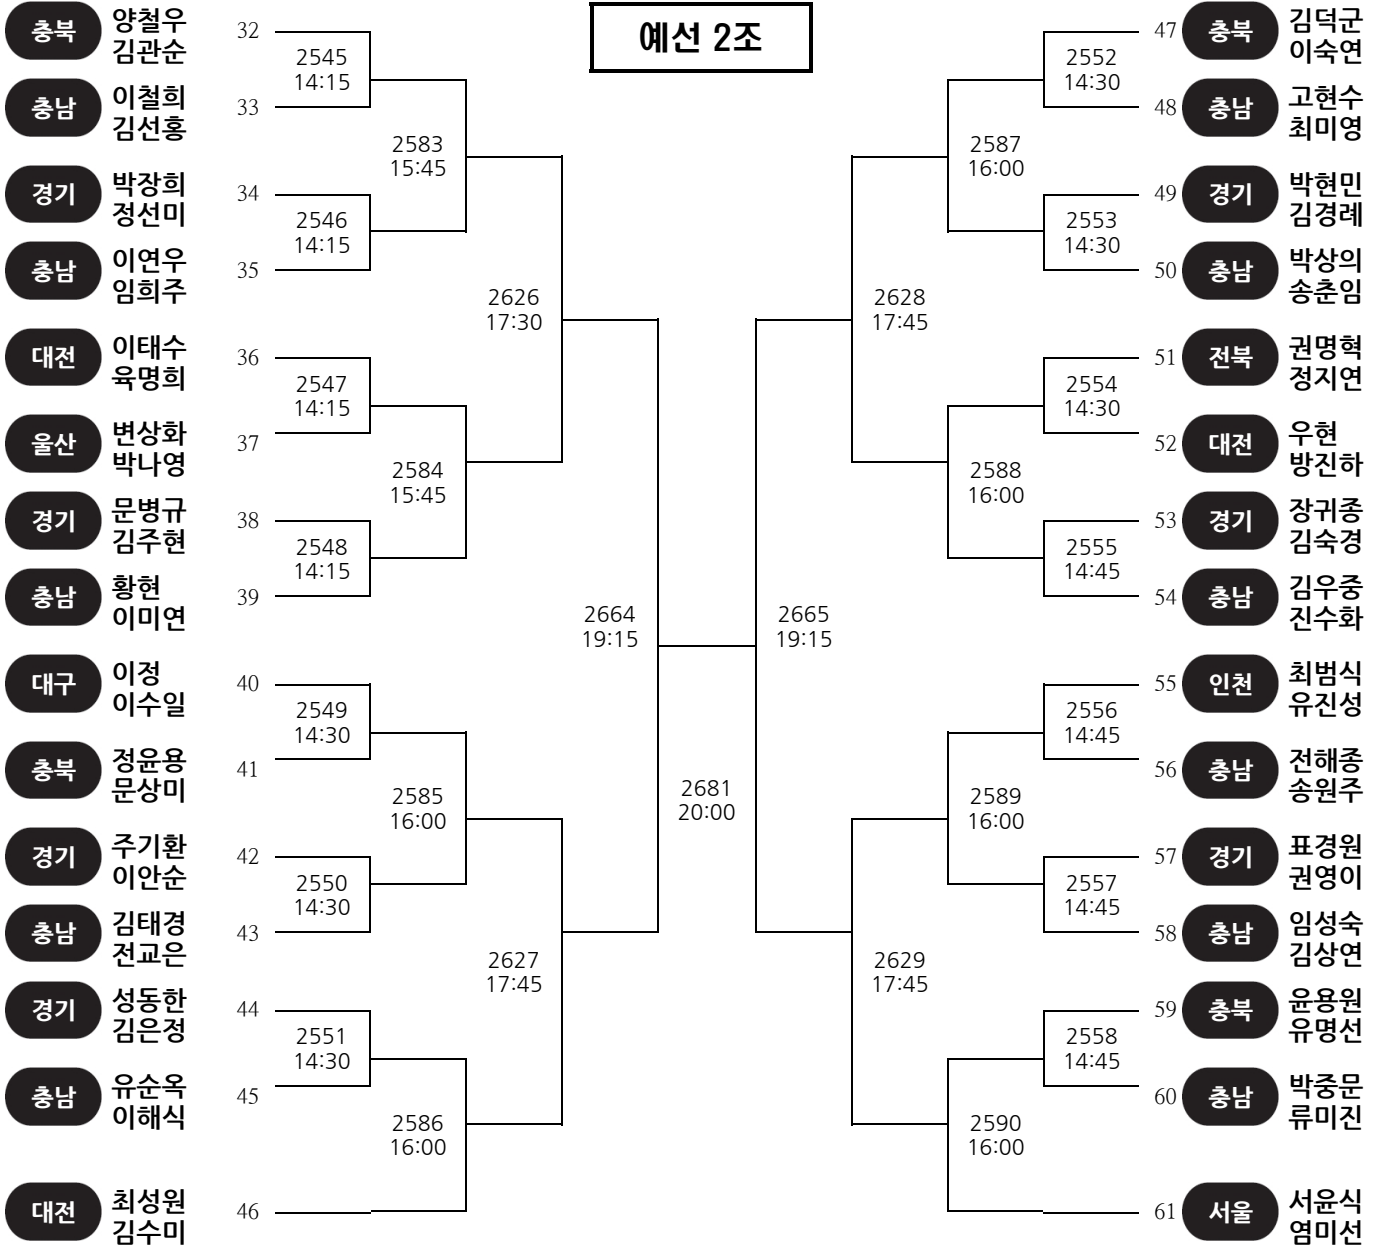 예선 2조
충북
양철우
김관순
32
2545
14:15
충남
이철희
김선홍
33
2583
15:45
경기
박장희
정선미
34
2546
14:15
충남
이연우
임희주
35
2626
17:30
대전
이태수
육명희
36
2547
14:15
울산
변상화
박나영
37
2584
15:45
경기
문병규
김주현
38
2548
14:15
충남
황현
이미연
39
2664
19:15
대구
이정
이수일
40
2549
14:30
충북
정윤용
문상미
41
2585
16:00
경기
주기환
이안순
42
2550
14:30
충남
김태경
전교은
43
2627
17:45
경기
성동한
김은정
44
2551
14:30
충남
유순옥
이해식
45
2586
16:00
대전
최성원
김수미
46
2681
20:00
47
충북
김덕군
이숙연
2552
14:30
48
충남
고현수
최미영
2587
16:00
49
경기
박현민
김경례
2553
14:30
50
충남
박상의
송춘임
2628
17:45
51
전북
권명혁
정지연
2554
14:30
52
대전
우현
방진하
2588
16:00
53
경기
장귀종
김숙경
2555
14:45
54
충남
김우중
진수화
2665
19:15
55
인천
최범식
유진성
2556
14:45
56
충남
전해종
송원주
2589
16:00
57
경기
표경원
권영이
2557
14:45
58
충남
임성숙
김상연
2629
17:45
59
충북
윤용원
유명선
2558
14:45
60
충남
박중문
류미진
2590
16:00
61
서울
서윤식
염미선